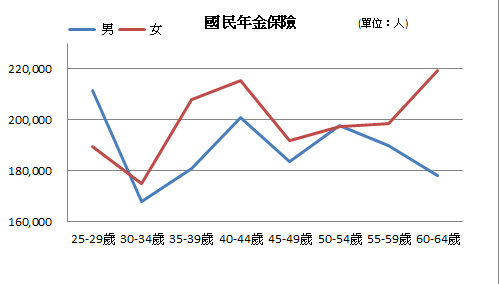 國民年金保險
(單位：人)
男 女
220,000
200,000
180,000
160,000
25-29歲 30-34歲 35-39歲 40-44歲 45-49歲 50-54歲 55-59歲 60-64歲